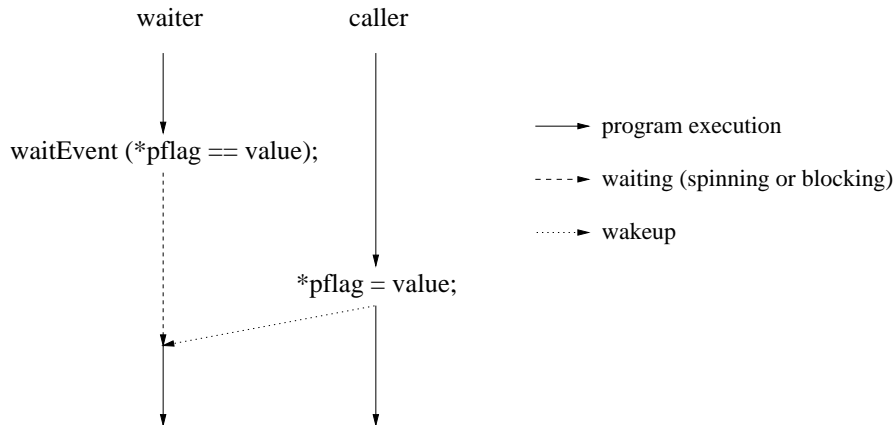 waiter
caller
waitEvent (*pflag == value);
*pflag = value;
program execution
waiting (spinning or blocking)
wakeup